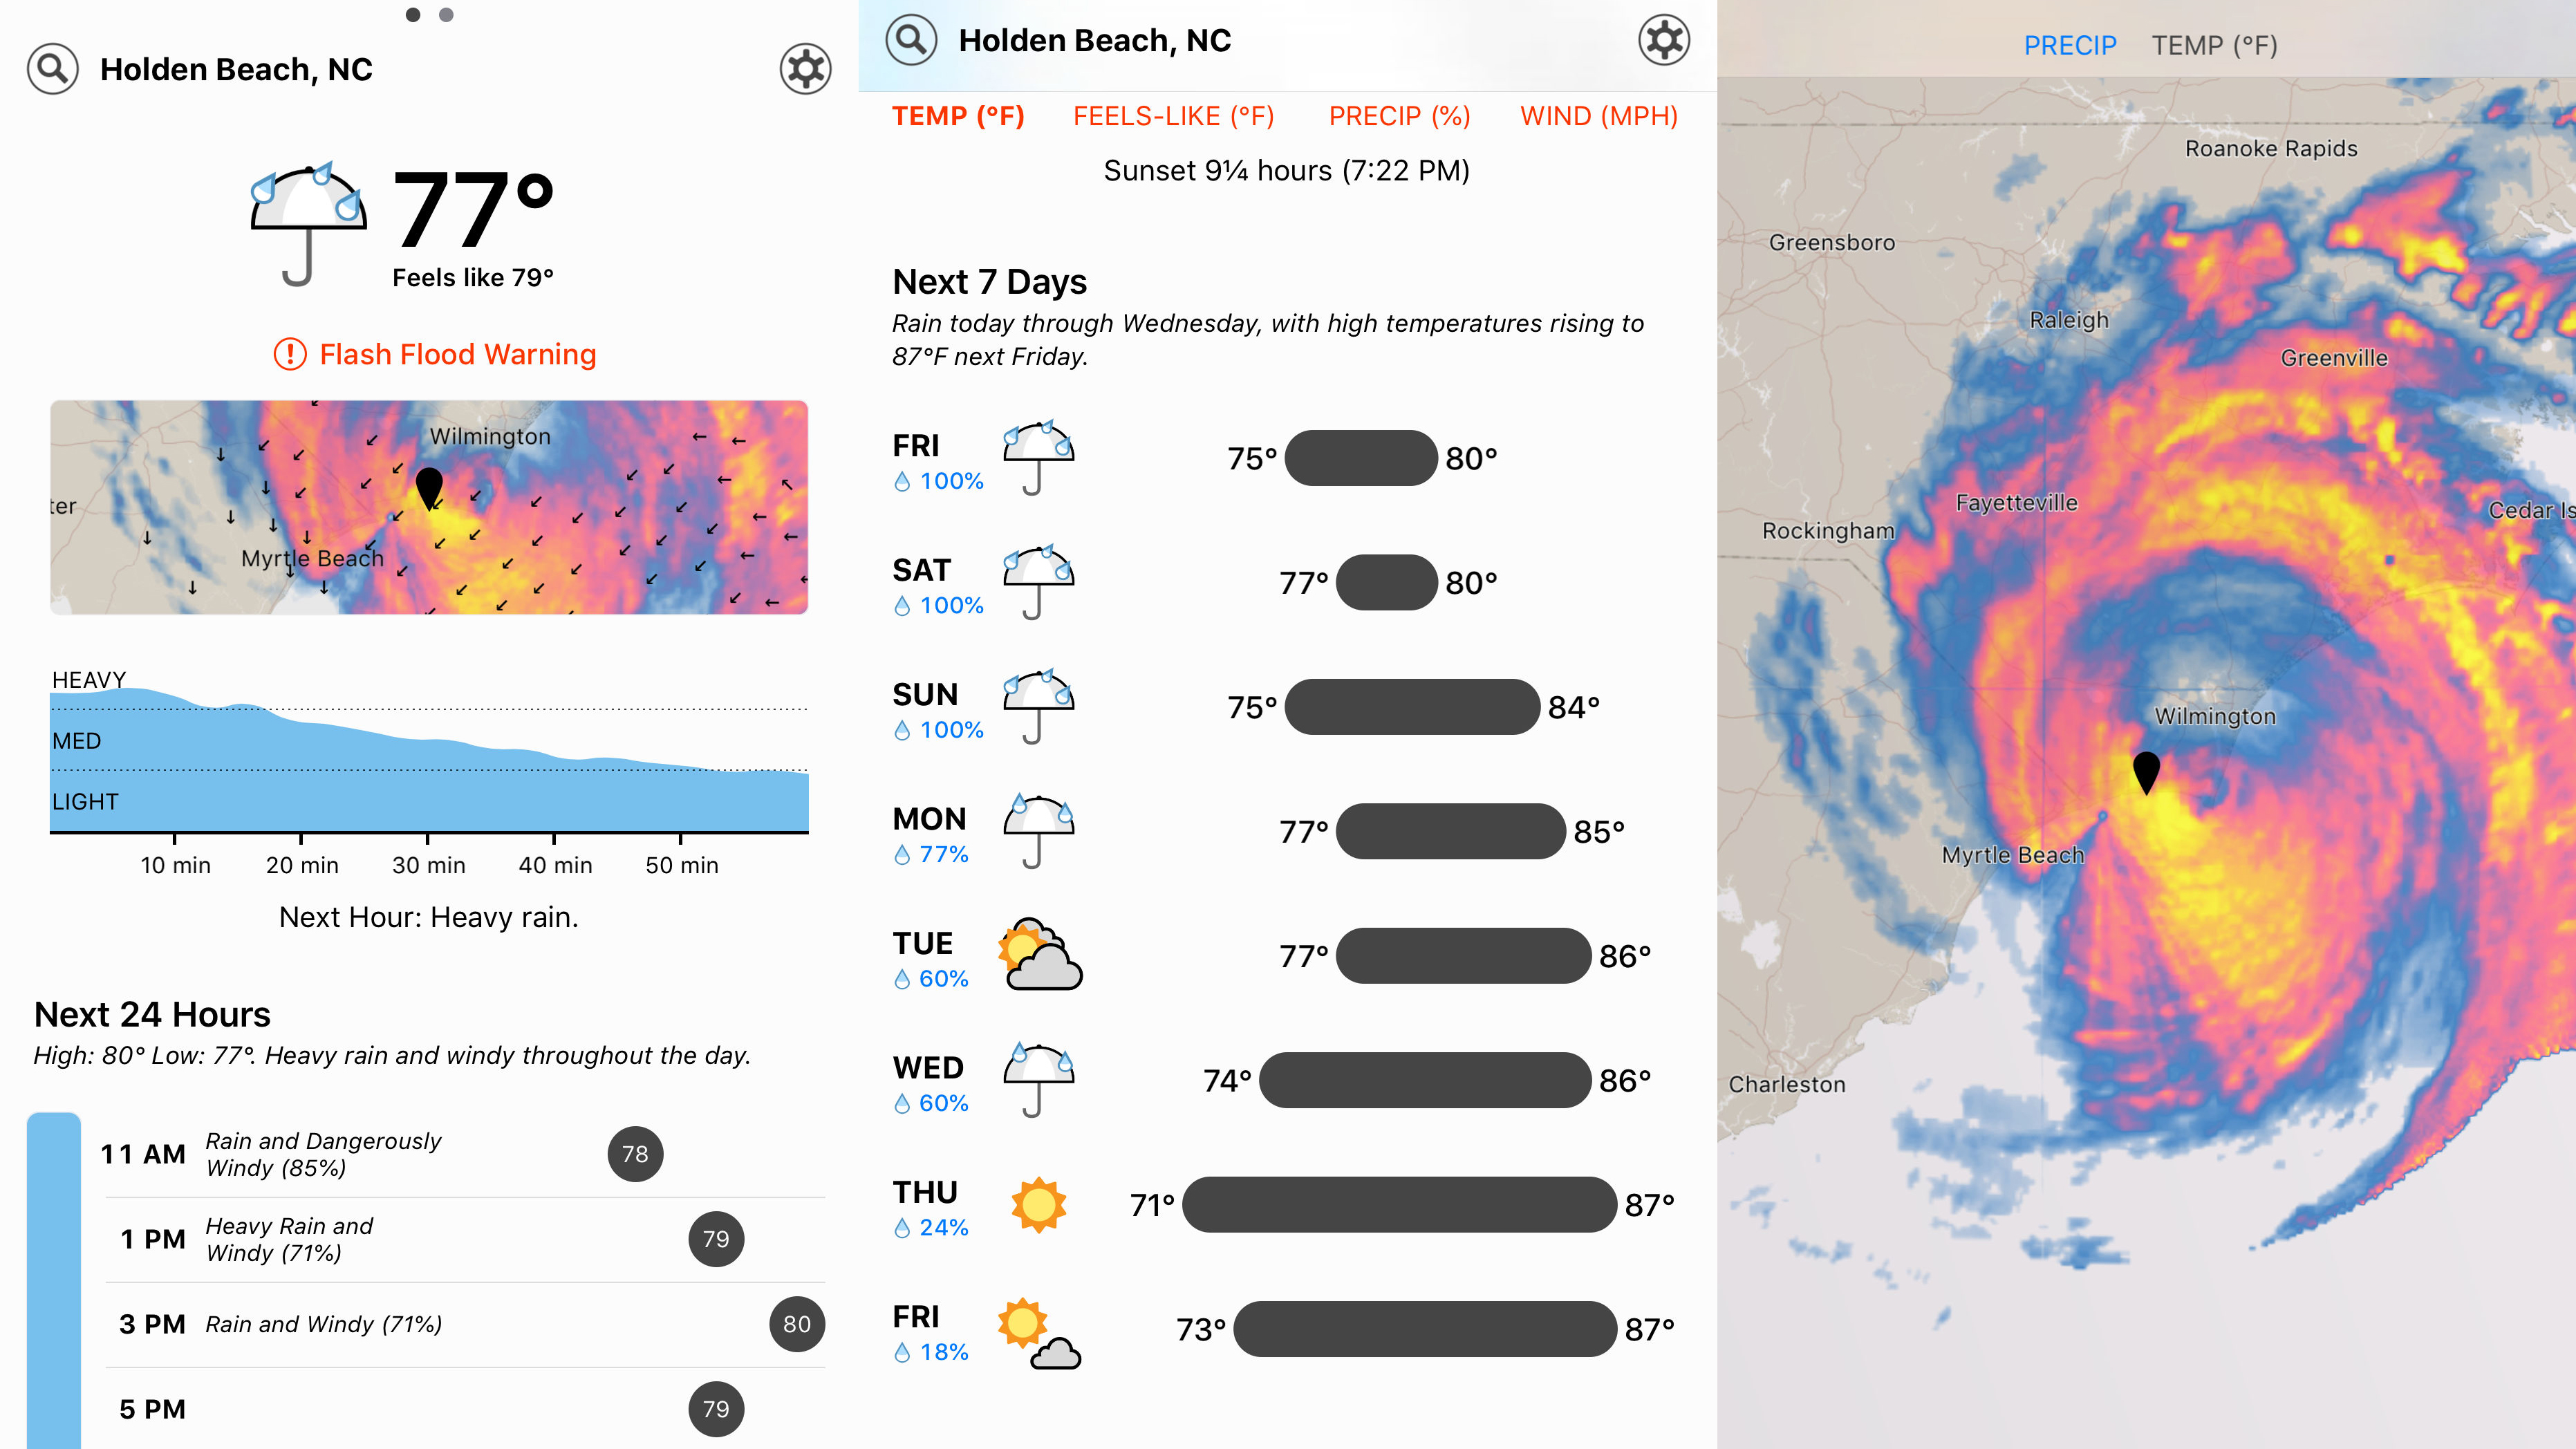 Holden Beach, NC
77°
Feels like 79°
Flash Flood Warning
Wilmington
ter
Myrtle Beach
HEAVY
MED
LIGHT
10 min 20 min 30 min 40 min 50 min
Next Hour: Heavy rain.
Next 24 Hours
High: 80° Low: 77°. Heavy rain and windy throughout the day.
11 AM Rain and Dangerously
Windy (85%) 78
1 PM Heavy Rain and
Windy (71%) 79
3 PM Rain and Windy (71%) 80
5 PM 79
Holden Beach, NC
TEMP (°F) FEELS-LIKE (°F) PRECIP (%) WIND (MPH)
Sunset 9¼ hours (7:22 PM)
Next 7 Days
Rain today through Wednesday, with high temperatures rising to
87°F next Friday.
FRI 75° 80°
100%
SAT 77° 80°
100%
SUN 75° 84°
100%
MON 77° 85°
77%
TUE 77° 86°
60%
WED 74° 86°
60%
THU 71° 87°
24%
FRI 73° 87°
18%
PRECIP TEMP (°F)
Roanoke Rapids
Greensboro
Raleigh
Greenville
Fayetteville
Cedar Is
Rockingham
Wilmington
Myrtle Beach
Charleston